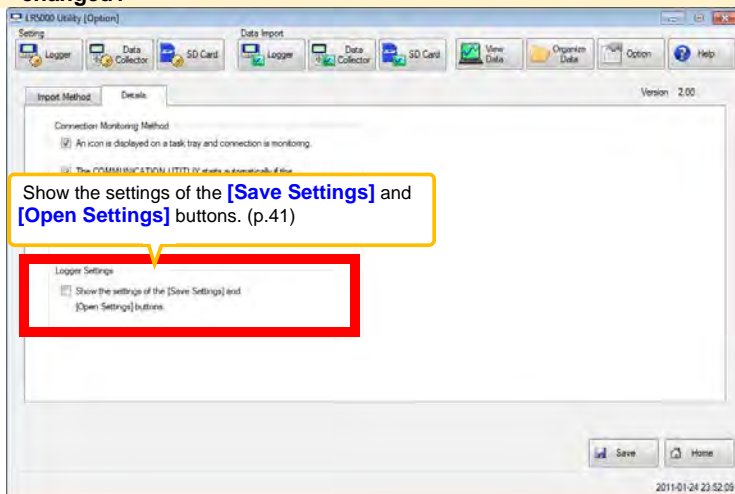 changed?
LR5000 Utility [Option]
Setting
Data Import
Logger
Data Collector
SD Card
Logger
Data Collector
SD Card
View Data
Organize Data
Option
Help
Import Method
Details
Version 2.00
Connection Monitoring Method
An icon is displayed on a task tray and connection is monitoring.
The COMMUNICATION UTITLIY starts automatically if the
Show the settings of the [Save Settings] and
[Open Settings] buttons. (p.41)
Logger Settings
Show the settings of the [Save Settings] and
[Open Settings] buttons.
Save
Home
2011-01-24 23:52:09